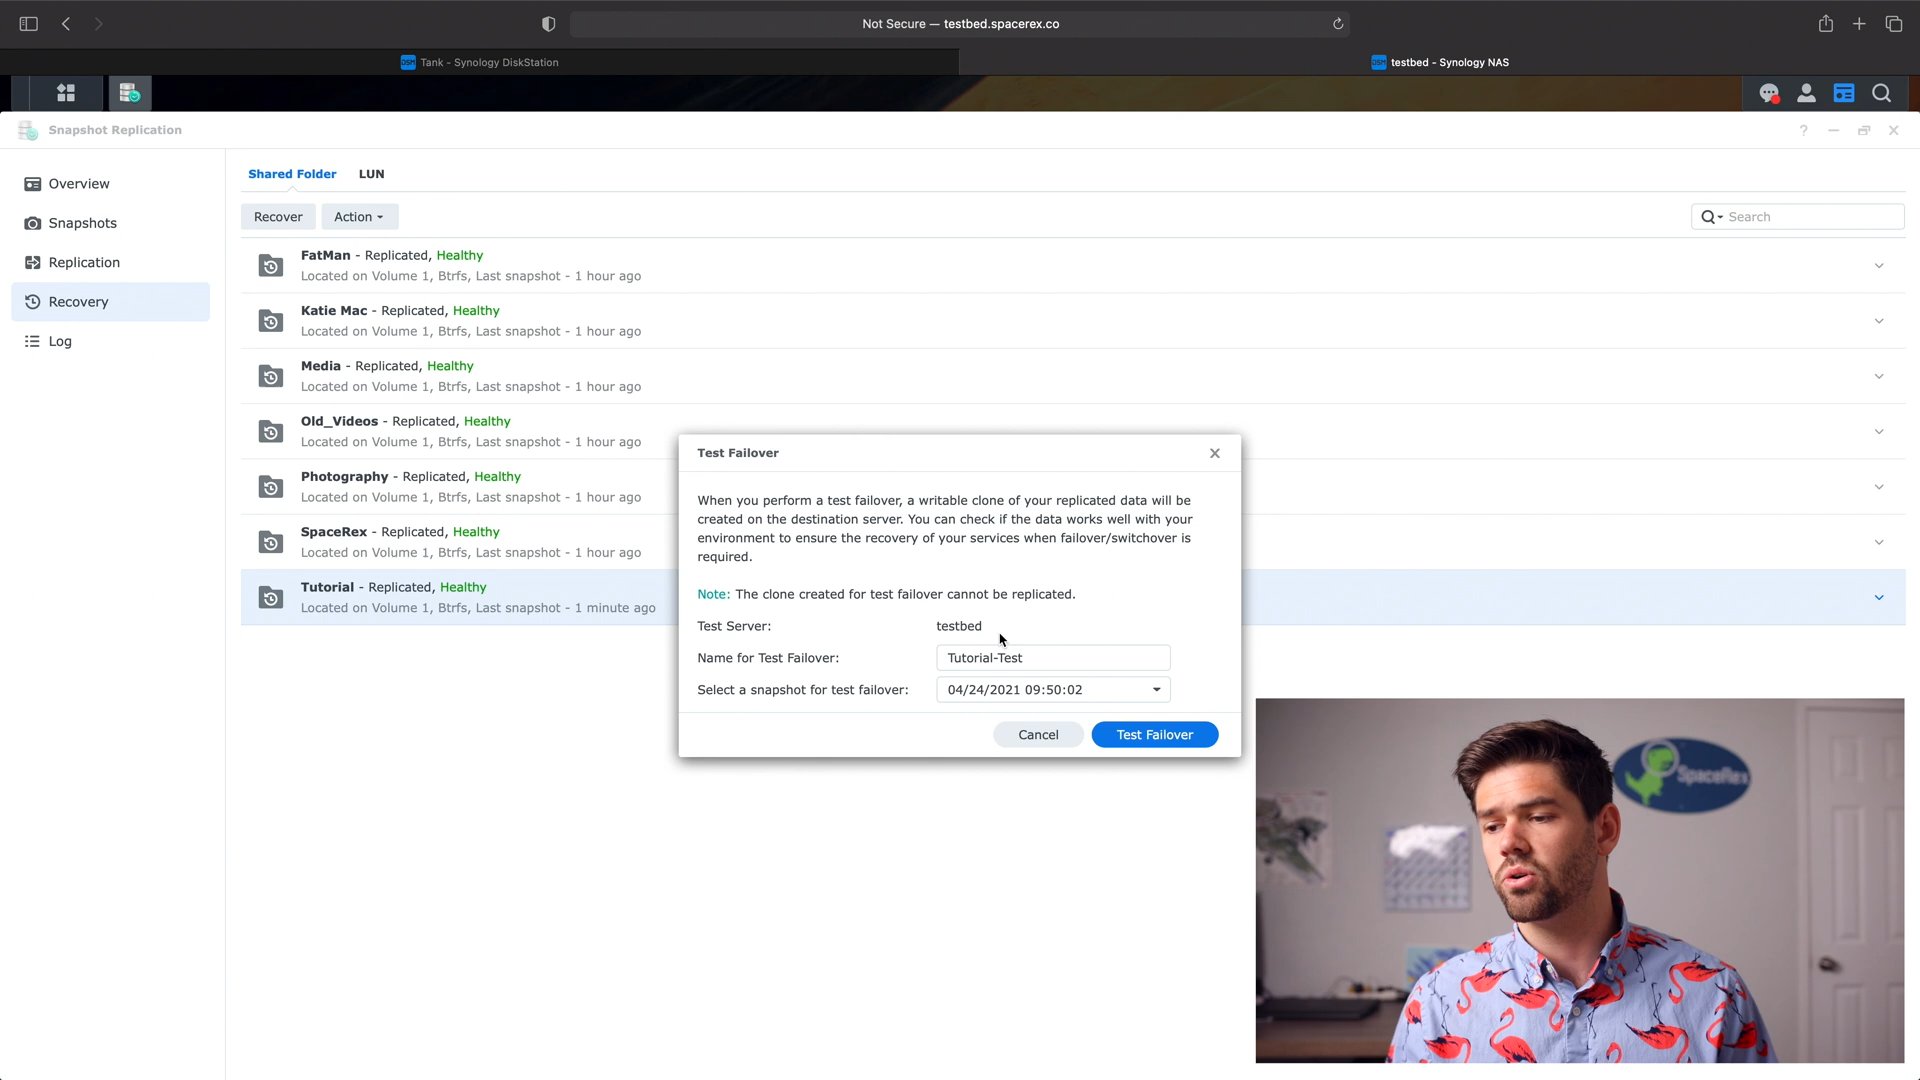 Not Secure — testbed.spacerex.co
DSM Tank - Synology DiskStation
DSM testbed - Synology NAS
Snapshot Replication
?
Overview
Snapshots
Replication
Recovery
Log
Shared Folder LUN
Recover Action
Search
FatMan - Replicated, Healthy
Located on Volume 1, Btrfs, Last snapshot - 1 hour ago
Katie Mac - Replicated, Healthy
Located on Volume 1, Btrfs, Last snapshot - 1 hour ago
Media - Replicated, Healthy
Located on Volume 1, Btrfs, Last snapshot - 1 hour ago
Old_Videos - Replicated, Healthy
Located on Volume 1, Btrfs, Last snapshot - 1 hour ago
Photography - Replicated, Healthy
Located on Volume 1, Btrfs, Last snapshot - 1 hour ago
SpaceRex - Replicated, Healthy
Located on Volume 1, Btrfs, Last snapshot - 1 hour ago
Tutorial - Replicated, Healthy
Located on Volume 1, Btrfs, Last snapshot - 1 minute ago
Test Failover
When you perform a test failover, a writable clone of your replicated data will be
created on the destination server. You can check if the data works well with your
environment to ensure the recovery of your services when failover/switchover is
required.
Note: The clone created for test failover cannot be replicated.
Test Server: testbed
Name for Test Failover: Tutorial-Test
Select a snapshot for test failover: 04/24/2021 09:50:02
Cancel Test Failover
SpaceRex